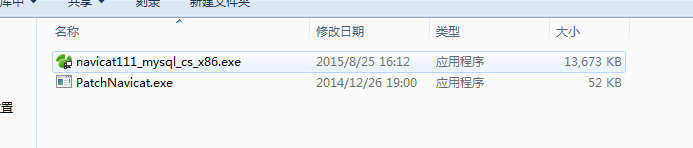 库中 共享 刻录 新建文件夹
名称 修改日期 类型 大小
navicat111_mysql_cs_x86.exe 2015/8/25 16:12 应用程序 13,673 KB
PatchNavicat.exe 2014/12/26 19:00 应用程序 52 KB
置